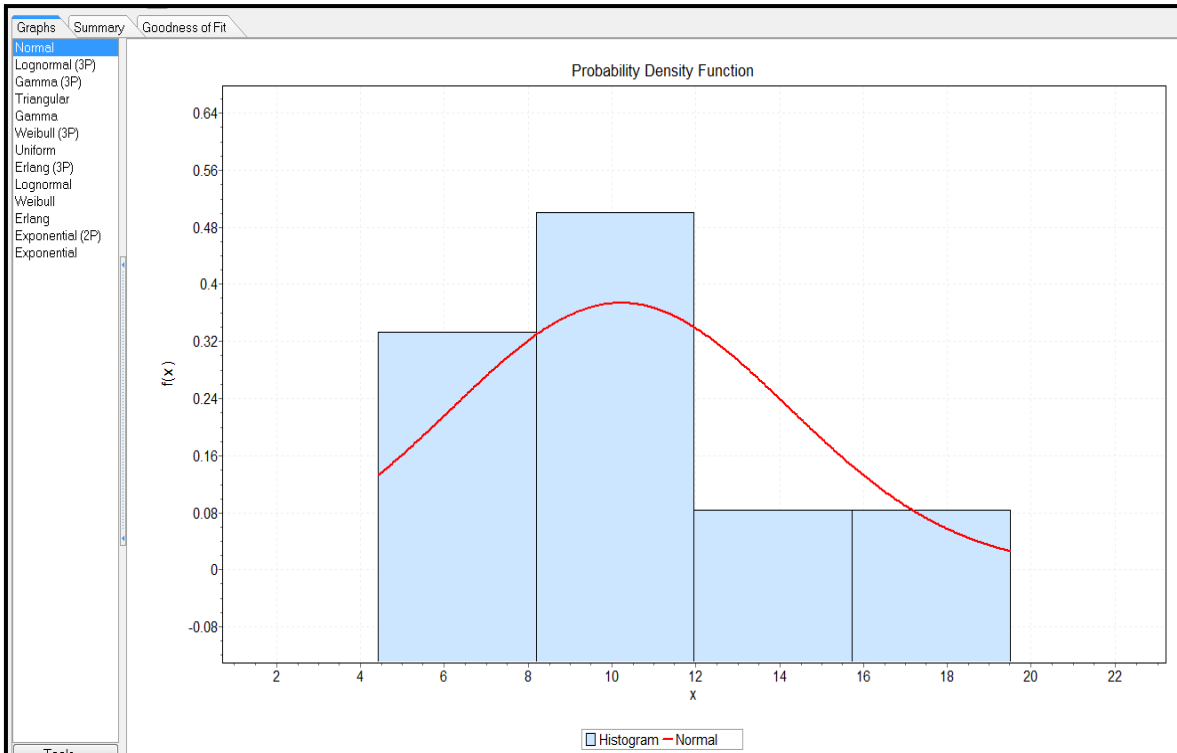 Graphs Summary Goodness of Fit
Normal
Lognormal (3P)
Gamma (3P)
Triangular
Gamma
Weibull (3P)
Uniform
Erlang (3P)
Lognormal
Weibull
Erlang
Exponential (2P)
Exponential
Probability Density Function
0.64
0.56
0.48
0.4
0.32
0.24
0.16
0.08
0
-0.08
f(x)
2 4 6 8 10 12 14 16 18 20 22
x
Histogram Normal
Tools